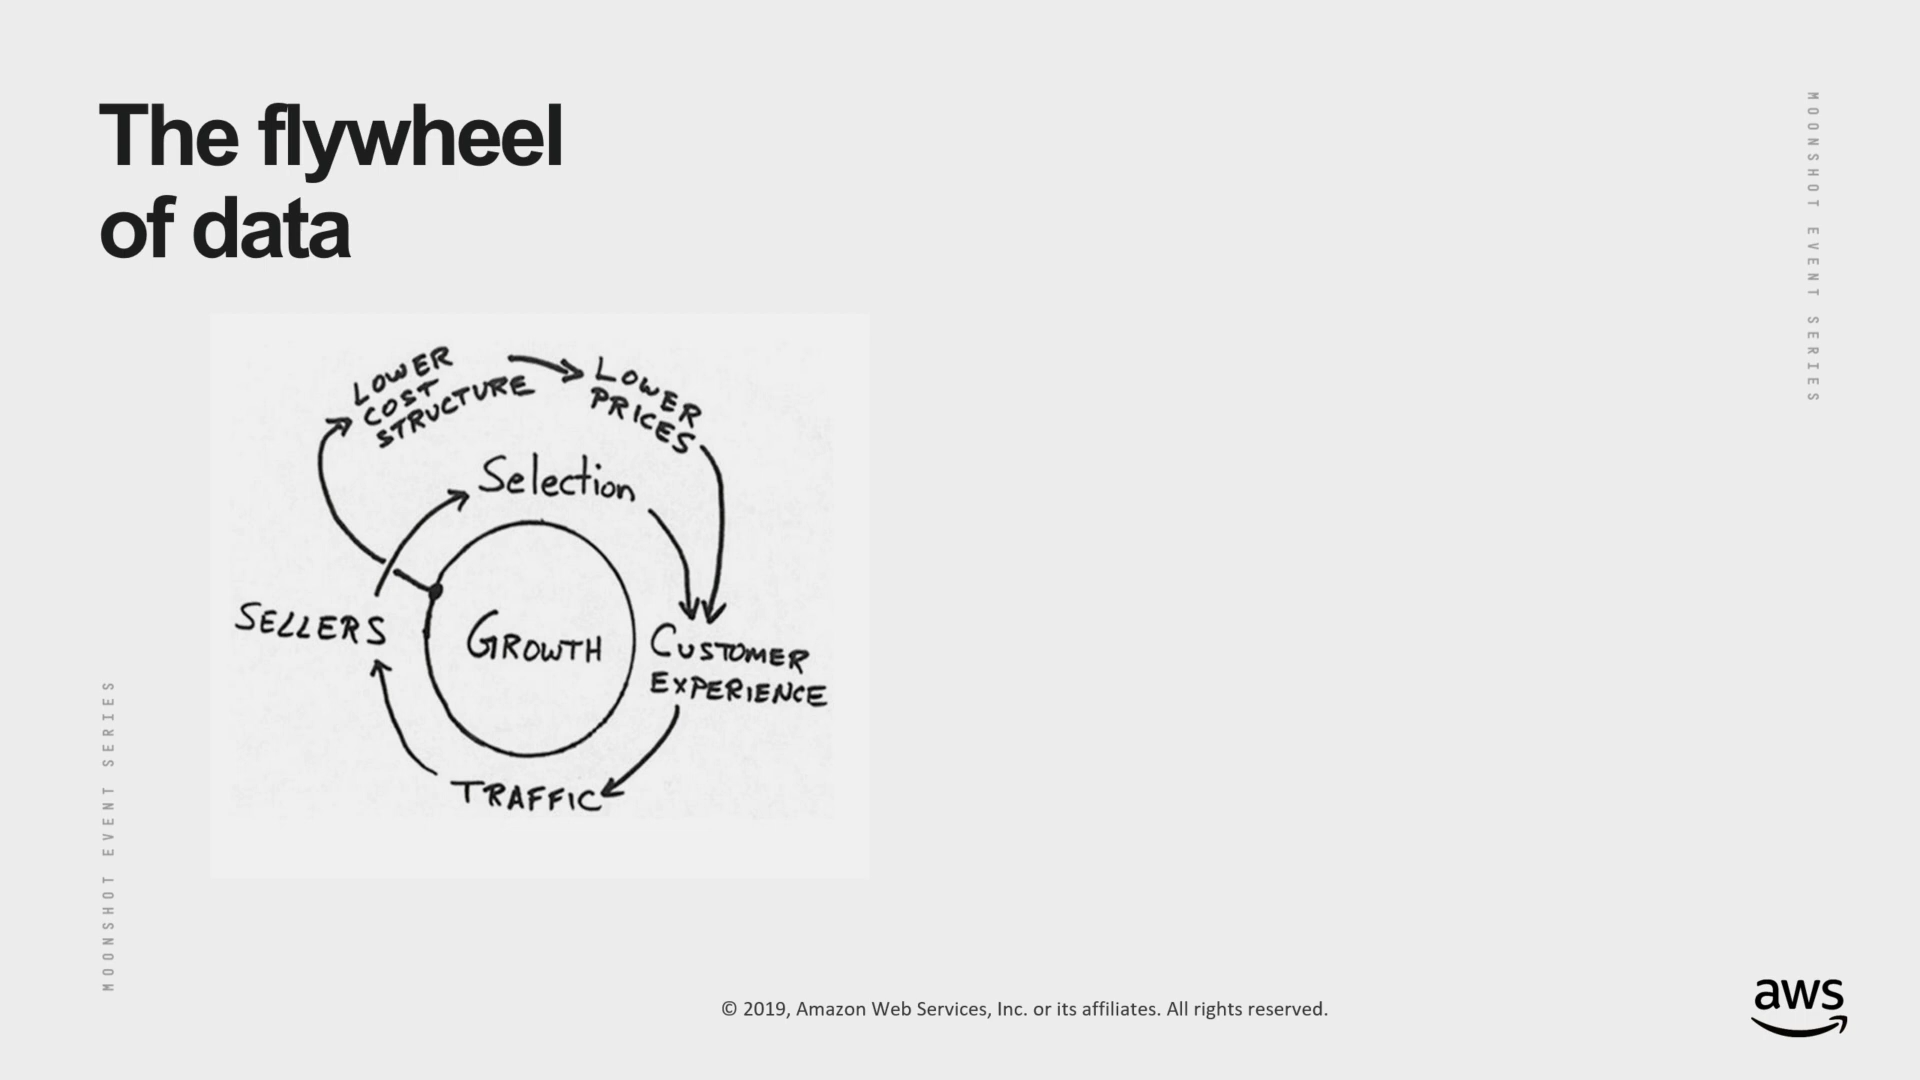 The flywheel
of data
MOONSHOT EVENT SERIES
LOWER
COST
STRUCTURE
LOWER
PRICES
Selection
SELLERS
GROWTH
CUSTOMER
EXPERIENCE
TRAFFIC
MOONSHOT EVENT SERIES
© 2019, Amazon Web Services, Inc. or its affiliates. All rights reserved.
aws